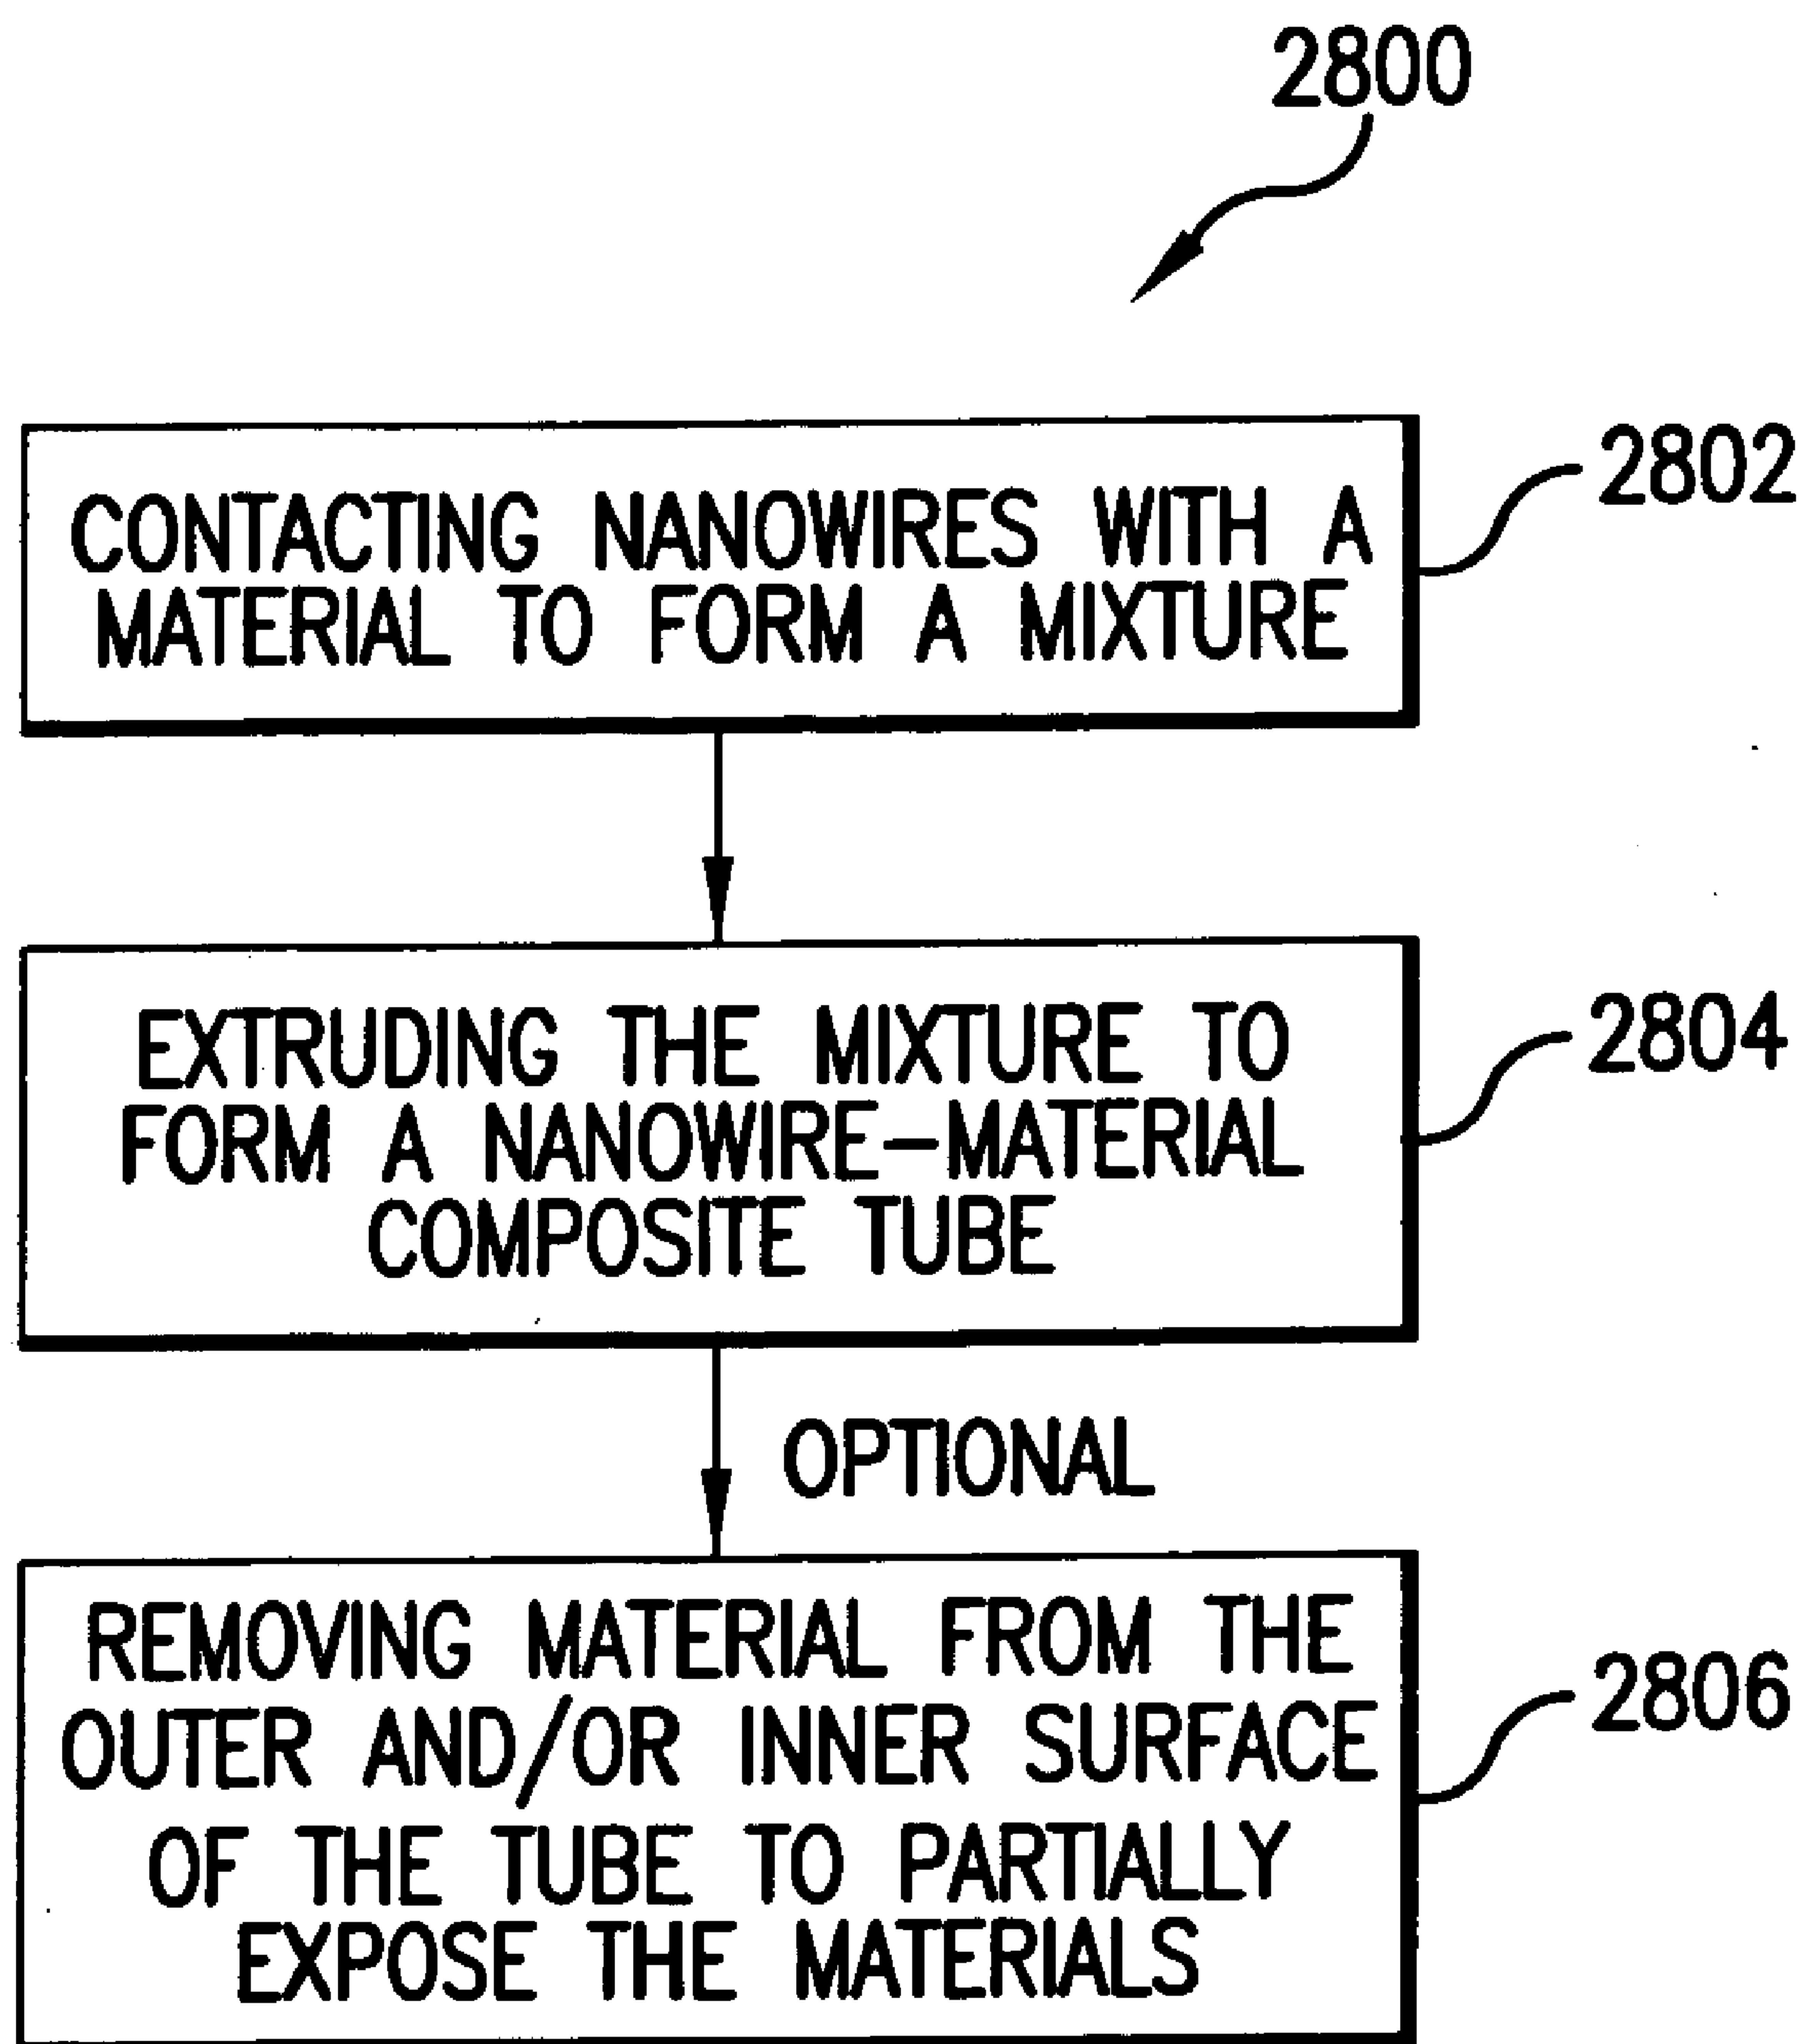 2800
CONTACTING NANOWIRES WITH A
MATERIAL TO FORM A MIXTURE
2802
EXTRUDING THE MIXTURE TO
FORM A NANOWIRE-MATERIAL
COMPOSITE TUBE
2804
OPTIONAL
REMOVING MATERIAL FROM THE
OUTER AND/OR INNER SURFACE
OF THE TUBE TO PARTIALLY
EXPOSE THE MATERIALS
2806